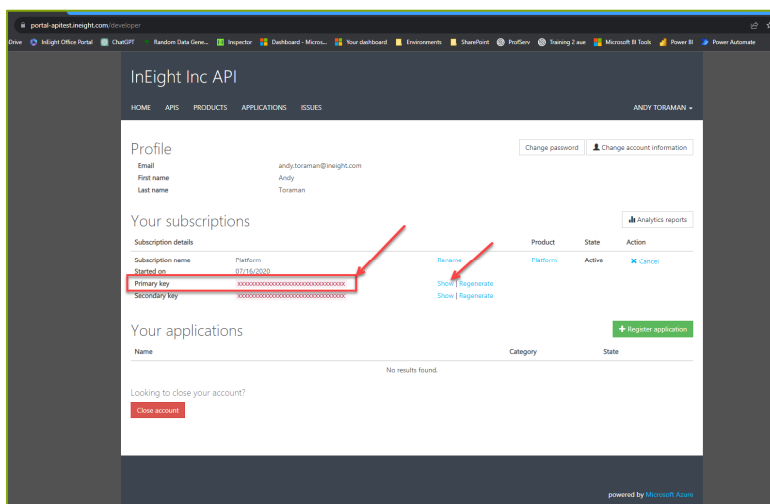 portal-apitest.ineight.com/developer
Drive InEight Office Portal ChatGPT Random Data Gene... Inspector Dashboard - Micros... Your dashboard Environments SharePoint ProfServ Training 2 aue Microsoft BI Tools Power BI Power Automate
InEight Inc API
HOME APIS PRODUCTS APPLICATIONS ISSUES ANDY TORAMAN
Profile Change password Change account information
Email andy.toraman@ineight.com
First name Andy
Last name Toraman
Your subscriptions Analytics reports
Subscription details Product State Action
Subscription name Platform Rename Platform Active Cancel
Started on 07/16/2020
Primary key xxxxxxxxxxxxxxxxxxxxxxxxxxxxxxxx Show | Regenerate
Secondary key xxxxxxxxxxxxxxxxxxxxxxxxxxxxxxxx Show | Regenerate
Your applications + Register application
Name Category State
No results found.
Looking to close your account?
Close account
powered by Microsoft Azure